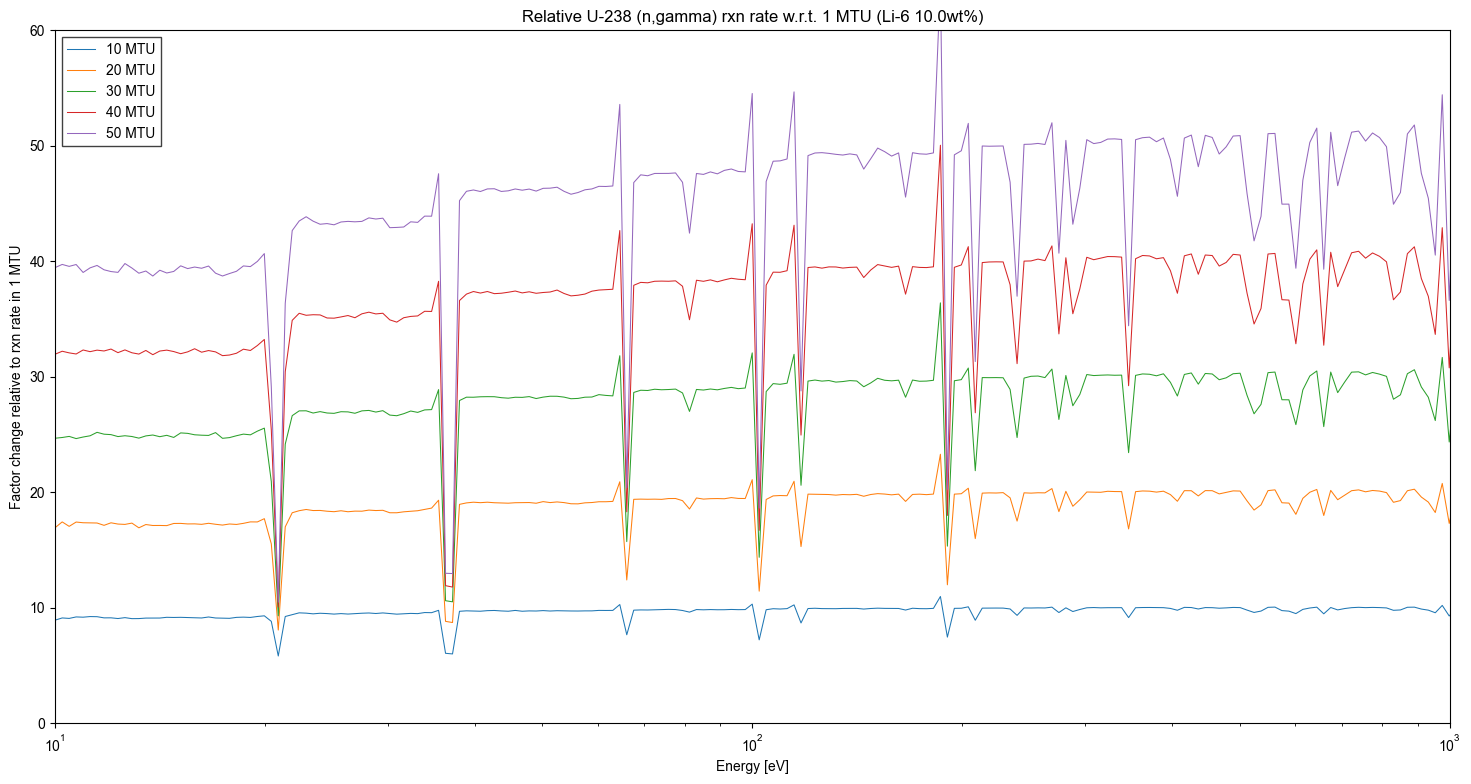 Relative U-238 (n,gamma) rxn rate w.r.t. 1 MTU (Li-6 10.0wt%)
60
10 MTU
20 MTU
30 MTU
40 MTU
50 MTU
50
40
30
20
10
0
Factor change relative to rxn rate in 1 MTU
10¹ 10² 10³
Energy [eV]